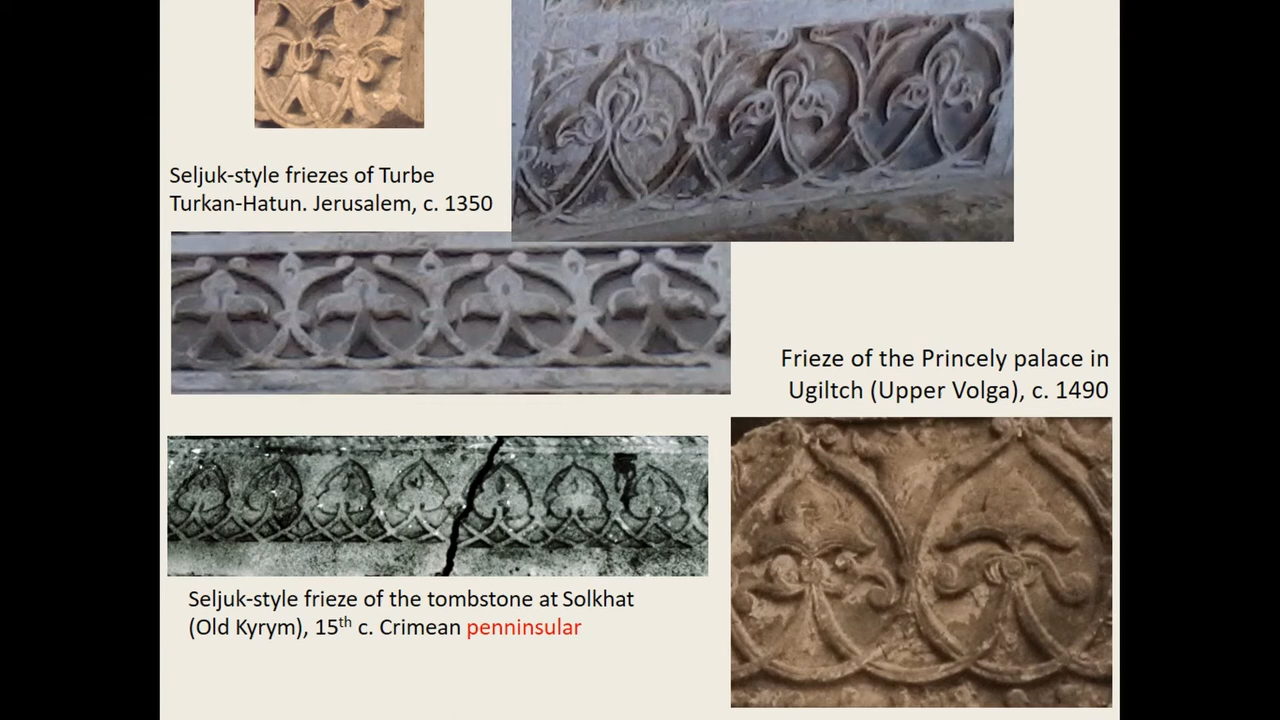 Seljuk-style friezes of Turbe
Turkan-Hatun. Jerusalem, c. 1350
Frieze of the Princely palace in
Ugiltch (Upper Volga), c. 1490
Seljuk-style frieze of the tombstone at Solkhat
(Old Kyrym), 15th c. Crimean penninsular